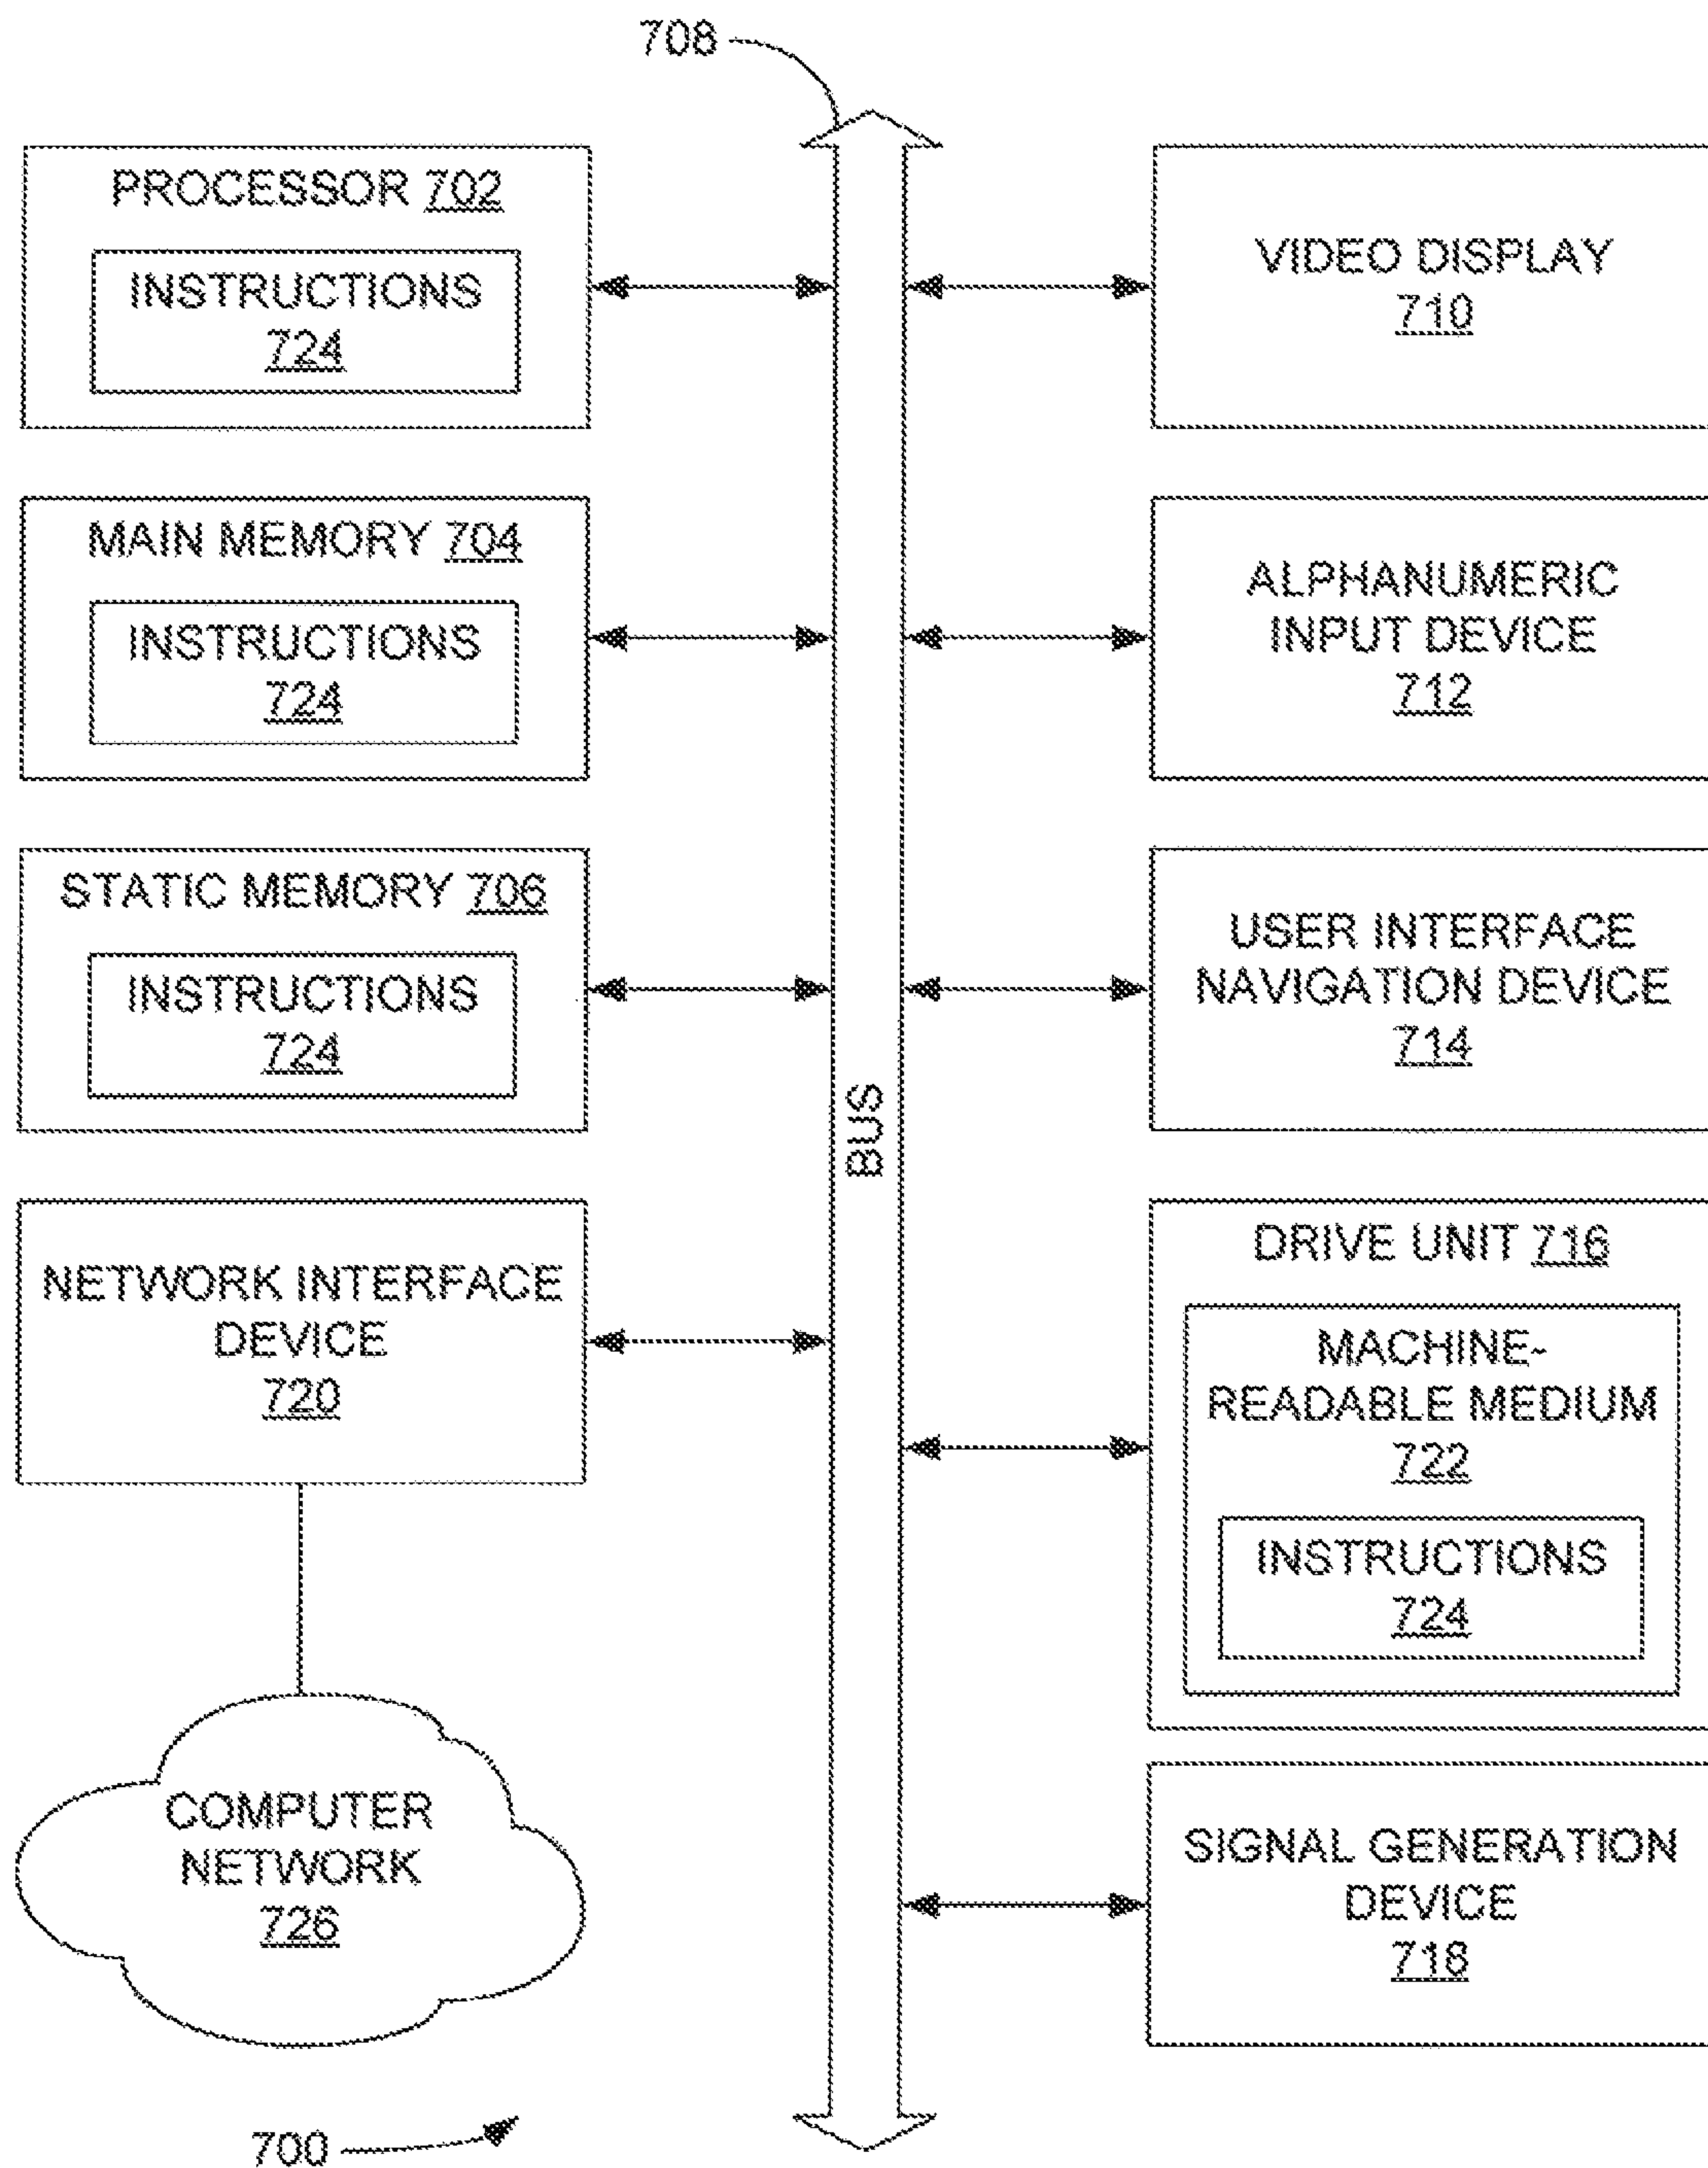 708
PROCESSOR 702
INSTRUCTIONS
724
MAIN MEMORY 704
INSTRUCTIONS
724
STATIC MEMORY 706
INSTRUCTIONS
724
NETWORK INTERFACE
DEVICE
720
COMPUTER
NETWORK
726
700
BUS
VIDEO DISPLAY
710
ALPHANUMERIC
INPUT DEVICE
712
USER INTERFACE
NAVIGATION DEVICE
714
DRIVE UNIT 716
MACHINE-
READABLE MEDIUM
722
INSTRUCTIONS
724
SIGNAL GENERATION
DEVICE
718